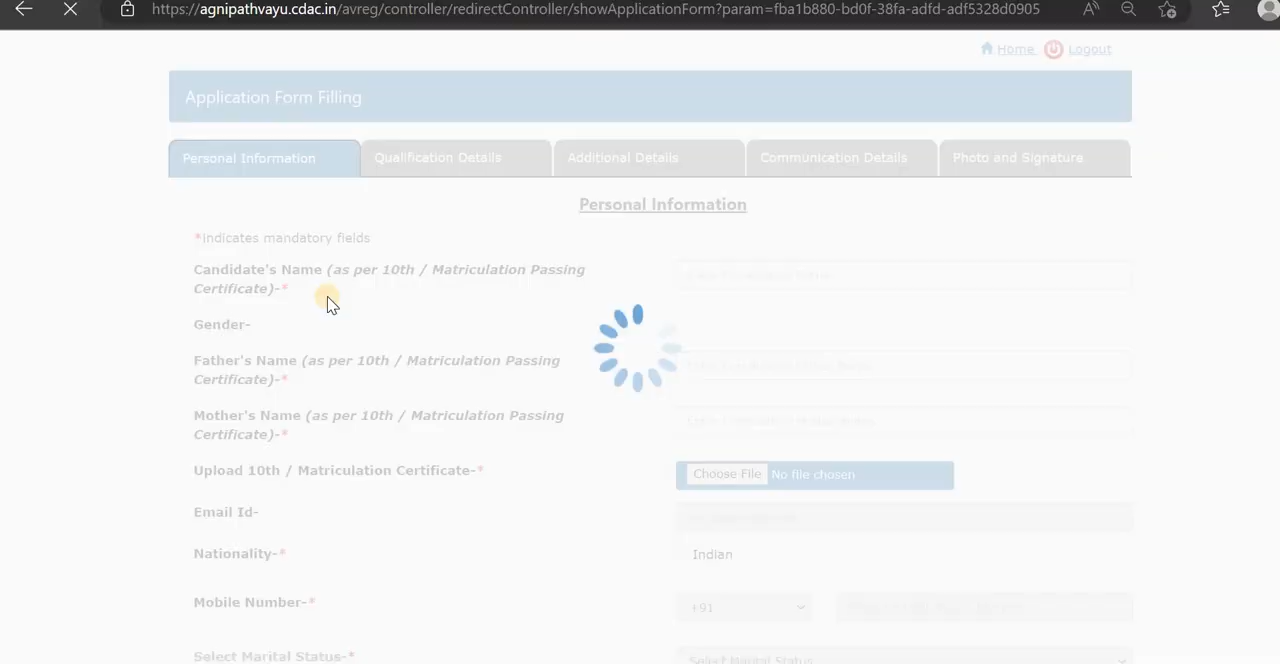 https://agnipathvayu.cdac.in/avreg/controller/redirectController/showApplicationForm?param=fba1b880-bd0f-38fa-adfd-adf5328d0905
Home Logout
Application Form Filling
Personal Information Qualification Details Additional Details Communication Details Photo and Signature
Personal Information
*Indicates mandatory fields
Candidate's Name (as per 10th / Matriculation Passing
Certificate)-*
Gender-
Father's Name (as per 10th / Matriculation Passing
Certificate)-*
Mother's Name (as per 10th / Matriculation Passing
Certificate)-*
Upload 10th / Matriculation Certificate-* Choose File No file chosen
Email Id-
Nationality-* Indian
Mobile Number-* +91
Select Marital Status-* Select Marital Status